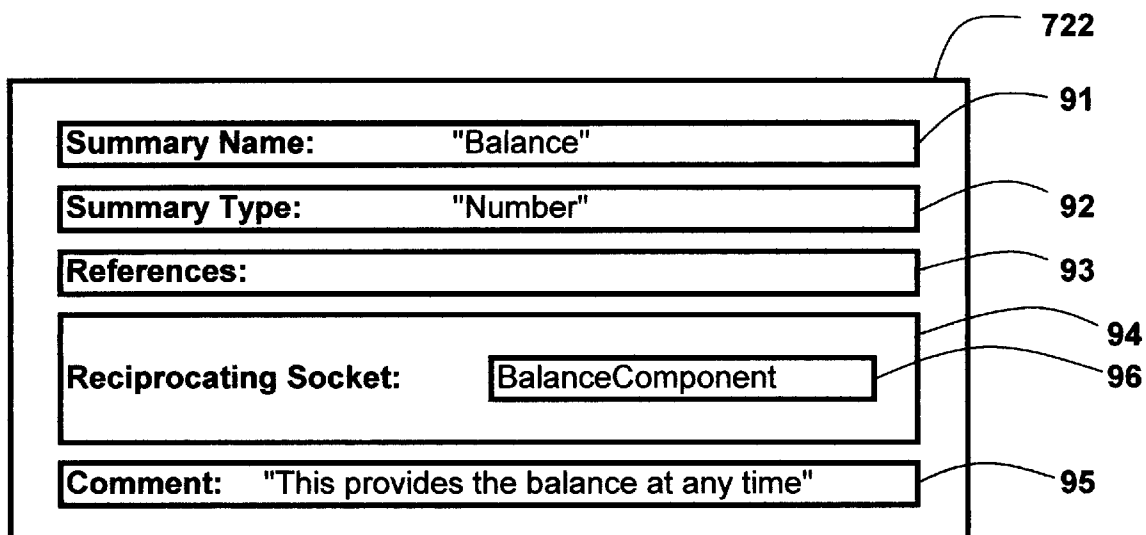 722
Summary Name: "Balance" 91
Summary Type: "Number" 92
References: 93
94
Reciprocating Socket: BalanceComponent 96
Comment: "This provides the balance at any time" 95